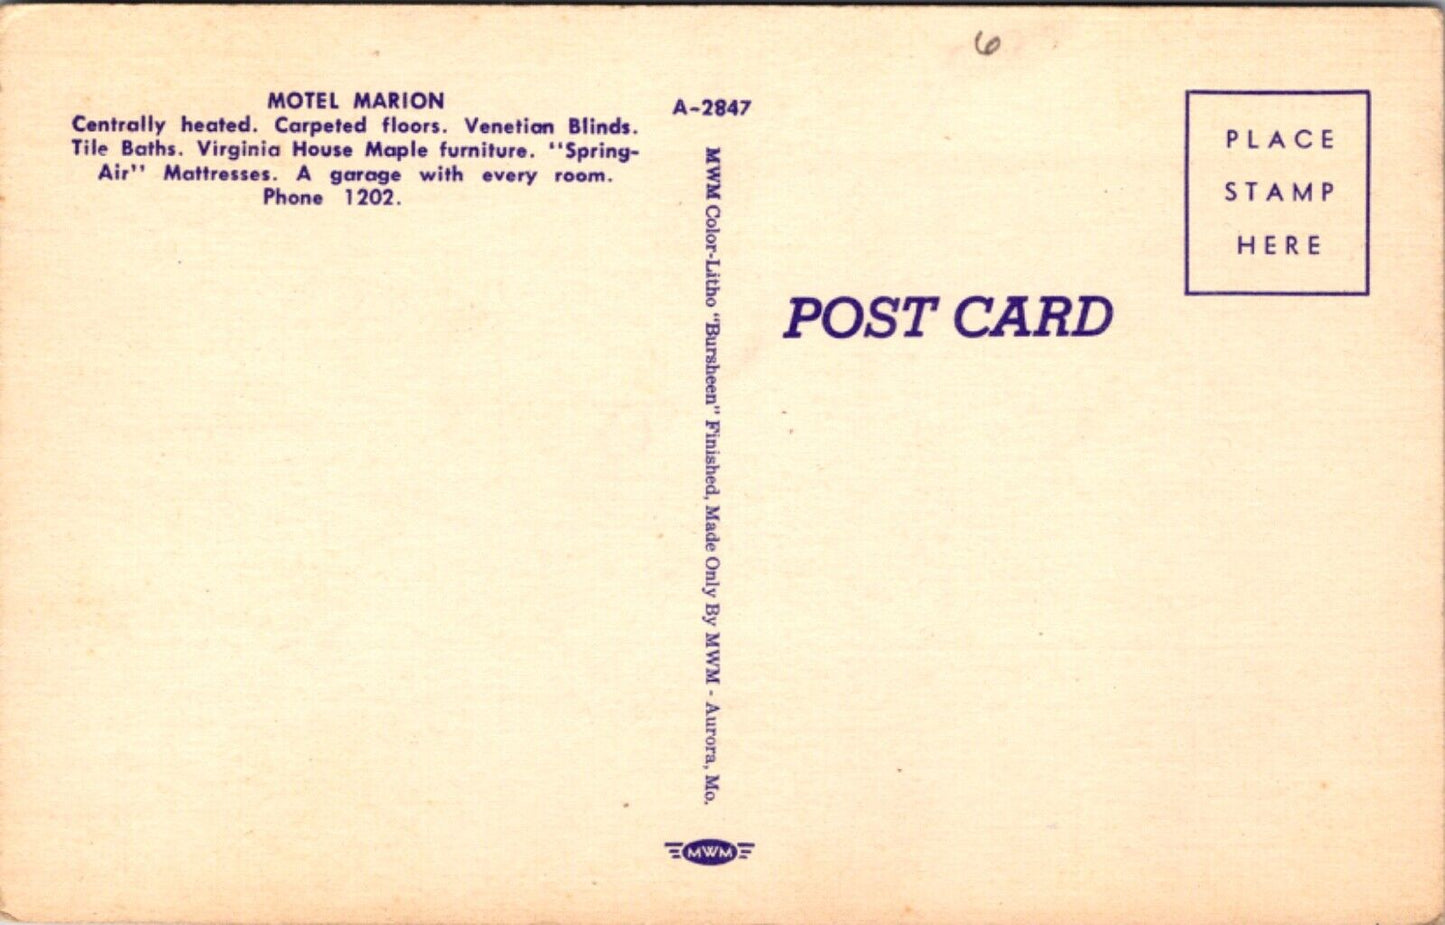 6
MOTEL MARION
Centrally heated. Carpeted floors. Venetian Blinds.
Tile Baths. Virginia House Maple furniture. "Spring-
Air" Mattresses. A garage with every room.
Phone 1202.
A-2847
MWM Color-Litho "Bursheen" Finished, Made Only By MWM - Aurora, Mo.
MWM
POST CARD
PLACE
STAMP
HERE